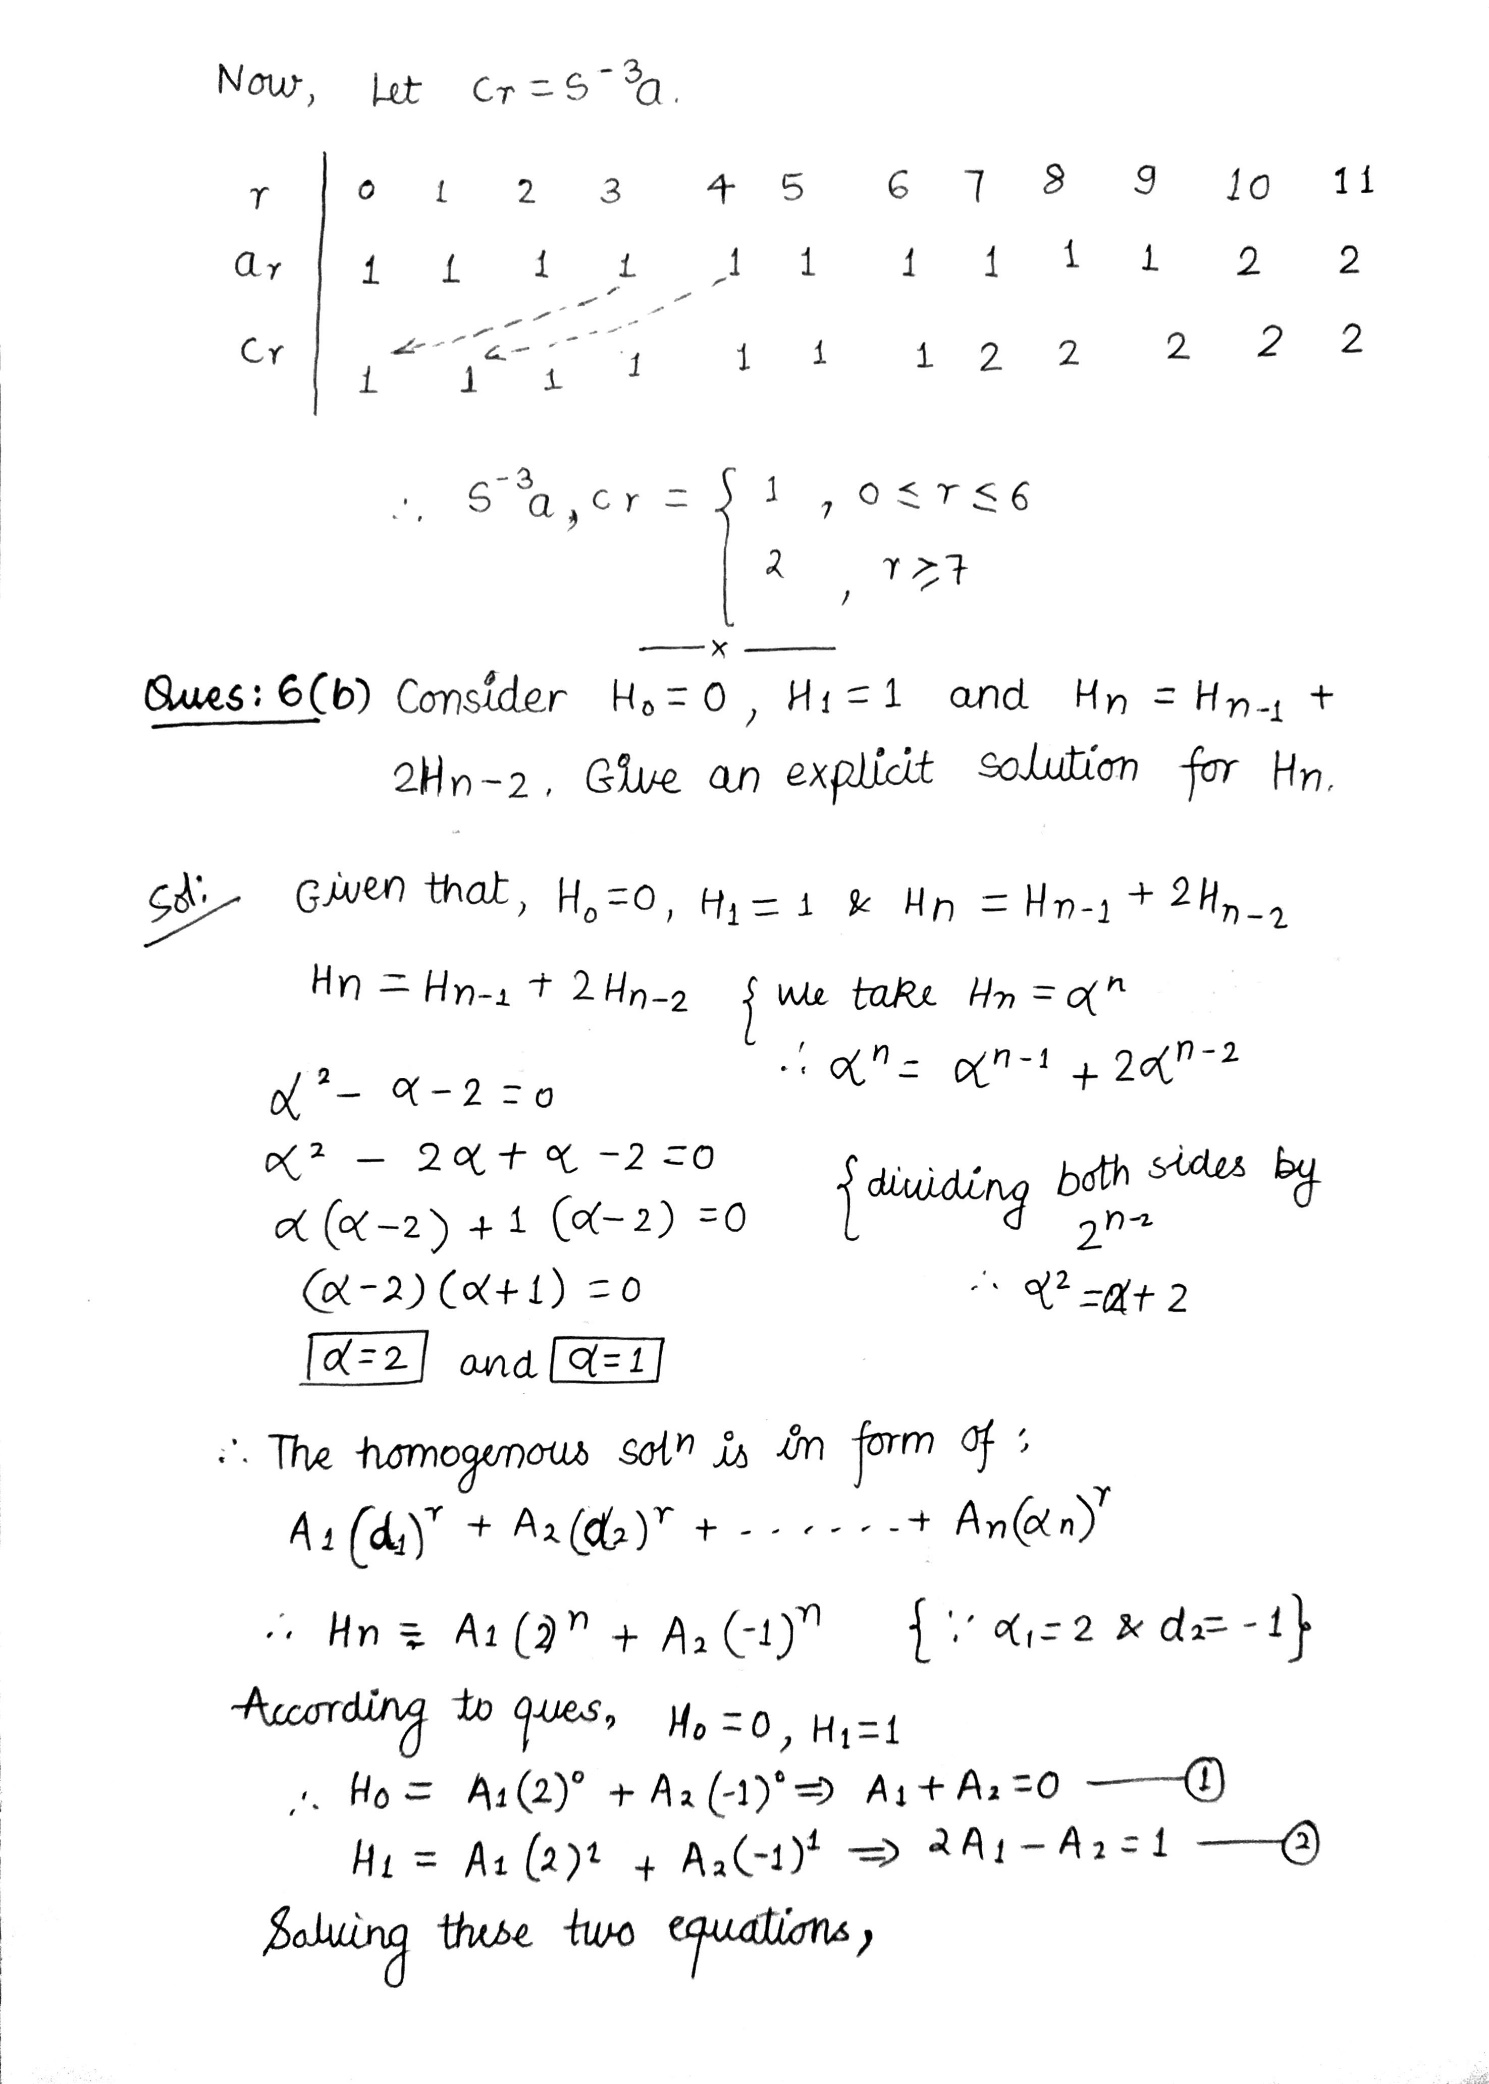 Now, Let Cr = S⁻³a.
r 0 1 2 3 4 5 6 7 8 9 10 11
ar 1 1 1 1 1 1 1 1 1 1 2 2
Cr 1 1 1 1 1 1 1 2 2 2 2 2
∴ S⁻³a, cr = { 1 , 0 ≤ r ≤ 6
2 , r ≥ 7
— x —
Ques: 6(b) Consider H₀ = 0, H₁ = 1 and Hn = Hn-1 +
2Hn-2. Give an explicit solution for Hn.
Sol: Given that, H₀ = 0, H₁ = 1 & Hn = Hn-1 + 2Hn-2
Hn = Hn-1 + 2Hn-2 { we take Hn = αⁿ
∴ αⁿ = αⁿ⁻¹ + 2αⁿ⁻²
α² - α - 2 = 0
α² - 2α + α - 2 = 0
{ dividing both sides by
2ⁿ⁻²
α(α-2) + 1(α-2) = 0
(α-2)(α+1) = 0
∴ α² = α + 2
α = 2 and α = 1
∴ The homogenous solⁿ is in form of ;
A₁(α₁)ʳ + A₂(α₂)ʳ + ....... + An(αn)ʳ
∴ Hn = A₁(2)ⁿ + A₂(-1)ⁿ {∵ α₁ = 2 & α₂ = -1}
According to ques, H₀ = 0, H₁ = 1
∴ H₀ = A₁(2)⁰ + A₂(-1)⁰ ⇒ A₁ + A₂ = 0 — ①
H₁ = A₁(2)¹ + A₂(-1)¹ ⇒ 2A₁ - A₂ = 1 — ②
Solving these two equations,